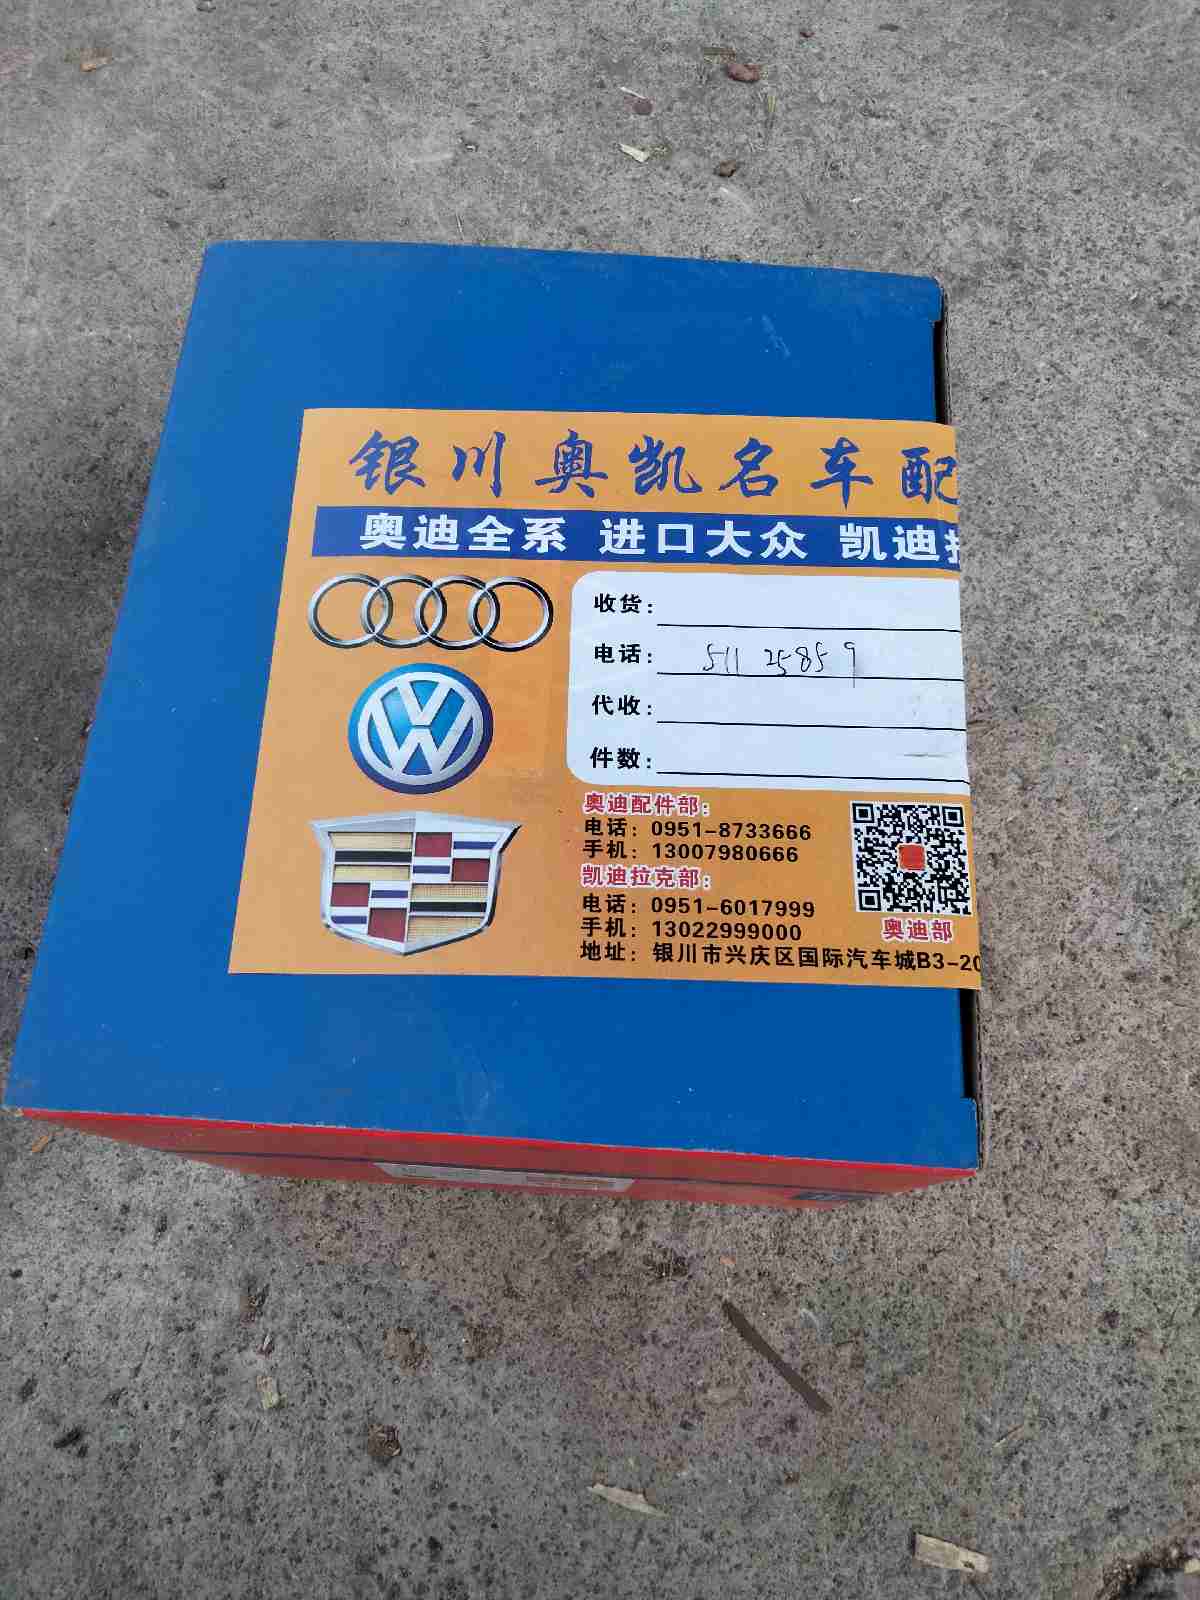 银川奥凯名车配
奥迪全系 进口大众 凯迪
收货:
电话: 511 25859
代收:
件数:
奥迪配件部:
电话: 0951-8733666
手机: 13007980666
凯迪拉克部:
电话: 0951-6017999
手机: 13022999000
地址: 银川市兴庆区国际汽车城B3-20
奥迪部